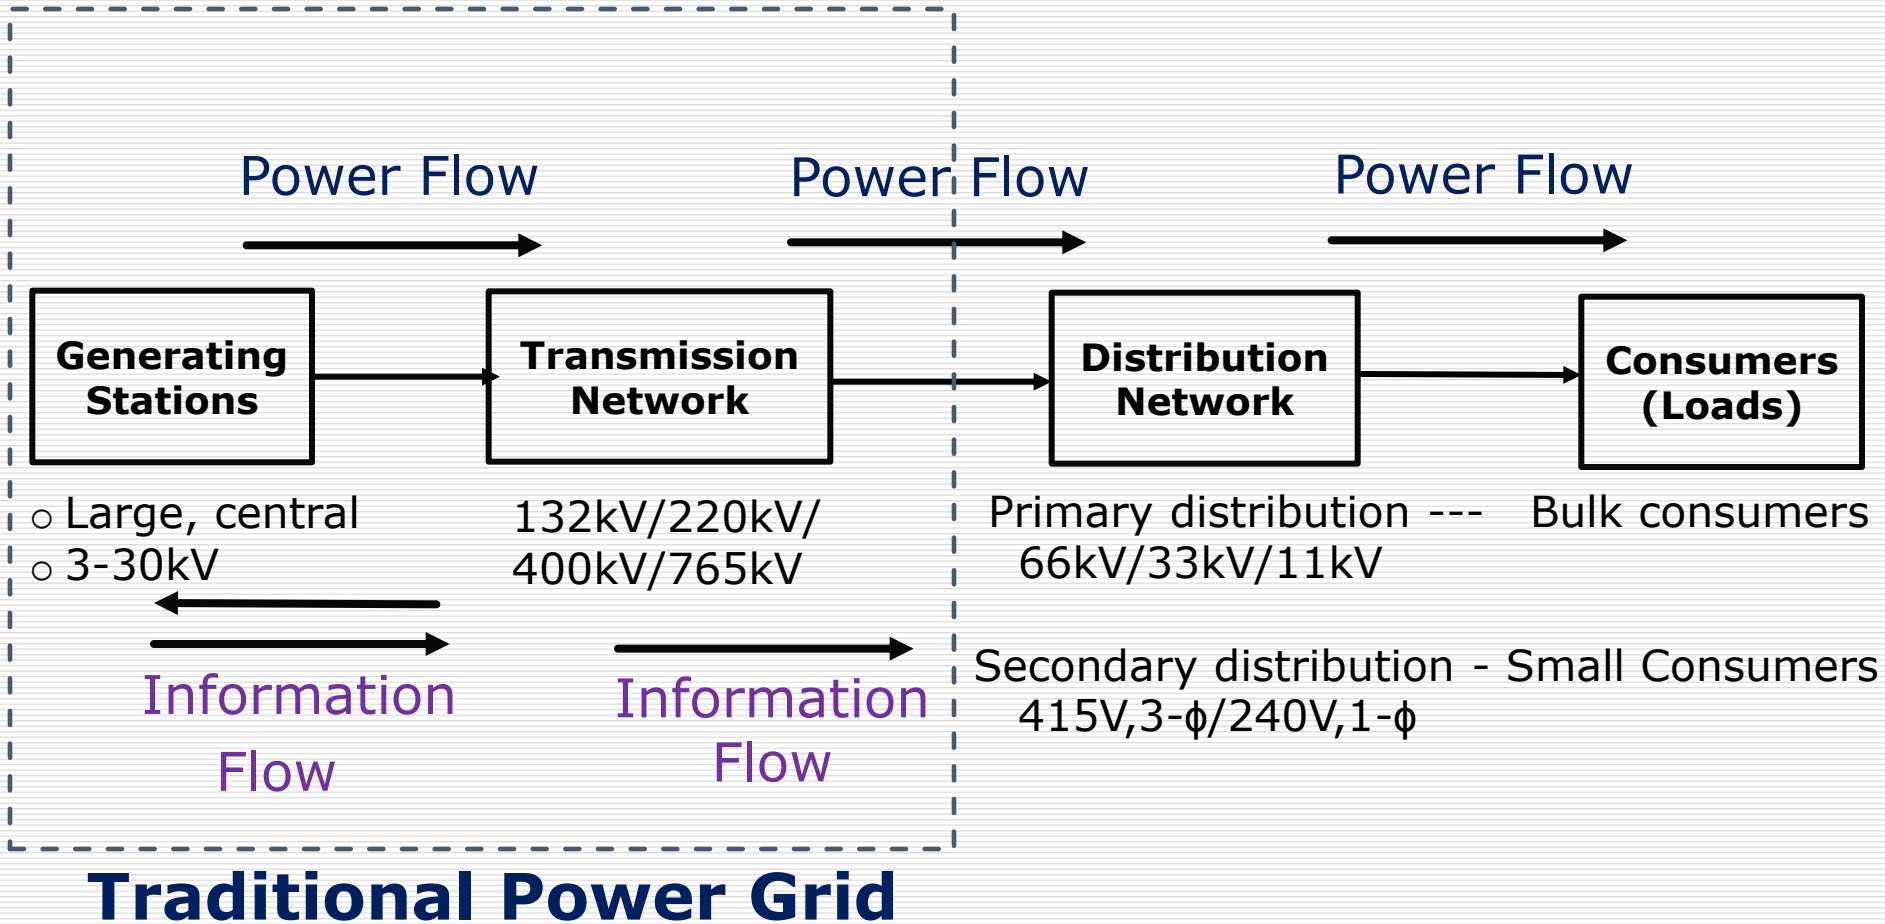 Power Flow
Power Flow
Power Flow
Generating
Stations
Transmission
Network
Distribution
Network
Consumers
(Loads)
Large, central
3-30kV
132kV/220kV/
400kV/765kV
Primary distribution --- Bulk consumers
66kV/33kV/11kV
Secondary distribution - Small Consumers
415V,3-ϕ/240V,1-ϕ
Information
Flow
Information
Flow
Traditional Power Grid